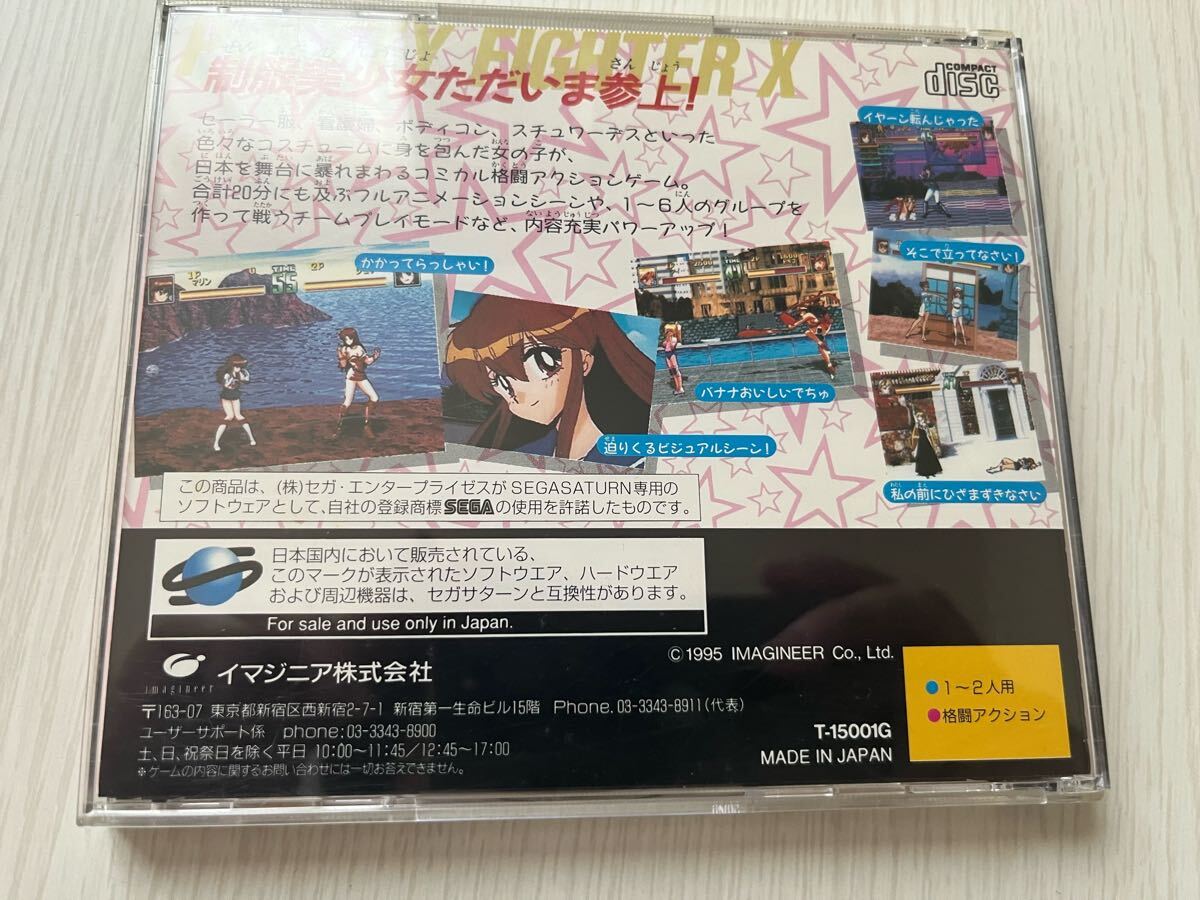 FIGHTER X
制服美少女ただいま参上!
さんじょう
COMPACT
disc
セーラー服、看護婦、ボディコン、スチュワーデスといった
色々なコスチュームに身を包んだ女の子が、
日本を舞台に暴れまわるコミカル格闘アクションゲーム。
合計20分にも及ぶフルアニメーションシーンや、1〜6人のグループを
作って戦うチームプレイモードなど、内容充実パワーアップ!
イヤーン転んじゃった
そこで立ってなさい!
かかってらっしゃい!
1P
マリン
TIME
55
2P
バナナおいしいでちゅ
迫りくるビジュアルシーン!
私の前にひざまずきなさい
この商品は、(株)セガ・エンタープライゼスがSEGASATURN専用の
ソフトウェアとして、自社の登録商標SEGAの使用を許諾したものです。
日本国内において販売されている、
このマークが表示されたソフトウエア、ハードウエア
および周辺機器は、セガサターンと互換性があります。
For sale and use only in Japan.
© 1995 IMAGINEER Co., Ltd.
imagineer
イマジニア株式会社
〒163-07 東京都新宿区西新宿2-7-1 新宿第一生命ビル15階 Phone. 03-3343-8911(代表)
ユーザーサポート係 phone:03-3343-8900
土、日、祝祭日を除く平日 10:00〜11:45/12:45〜17:00
※ゲームの内容に関するお問い合わせには一切お答えできません。
T-15001G
MADE IN JAPAN
●1〜2人用
●格闘アクション